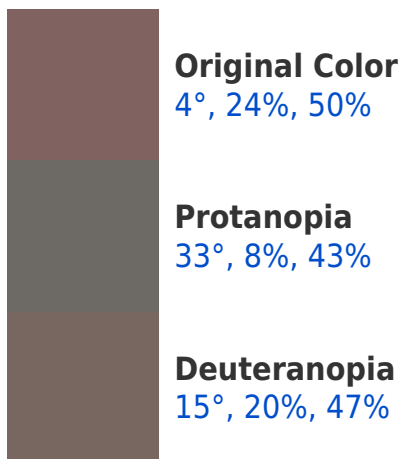 Original Color
4°, 24%, 50%
Protanopia
33°, 8%, 43%
Deuteranopia
15°, 20%, 47%